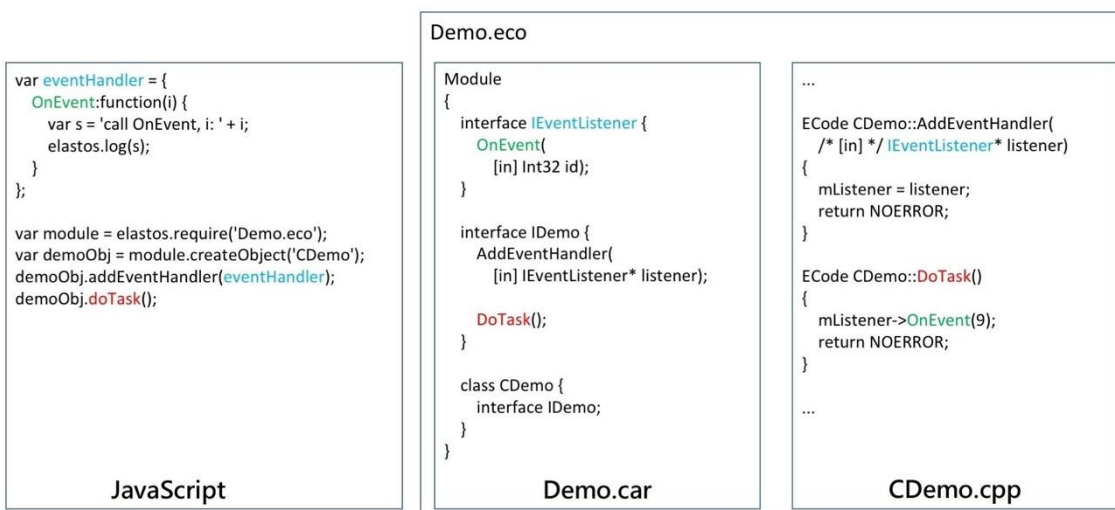 Demo.eco
var eventHandler = {
OnEvent:function(i) {
var s = 'call OnEvent, i: ' + i;
elastos.log(s);
}
};
var module = elastos.require('Demo.eco');
var demoObj = module.createObject('CDemo');
demoObj.addEventHandler(eventHandler);
demoObj.doTask();
JavaScript
Module
{
interface IEventListener {
OnEvent(
[in] Int32 id);
}
interface IDemo {
AddEventHandler(
[in] IEventListener* listener);
DoTask();
}
class CDemo {
interface IDemo;
}
}
Demo.car
...
ECode CDemo::AddEventHandler(
/* [in] */ IEventListener* listener)
{
mListener = listener;
return NOERROR;
}
ECode CDemo::DoTask()
{
mListener->OnEvent(9);
return NOERROR;
}
...
CDemo.cpp